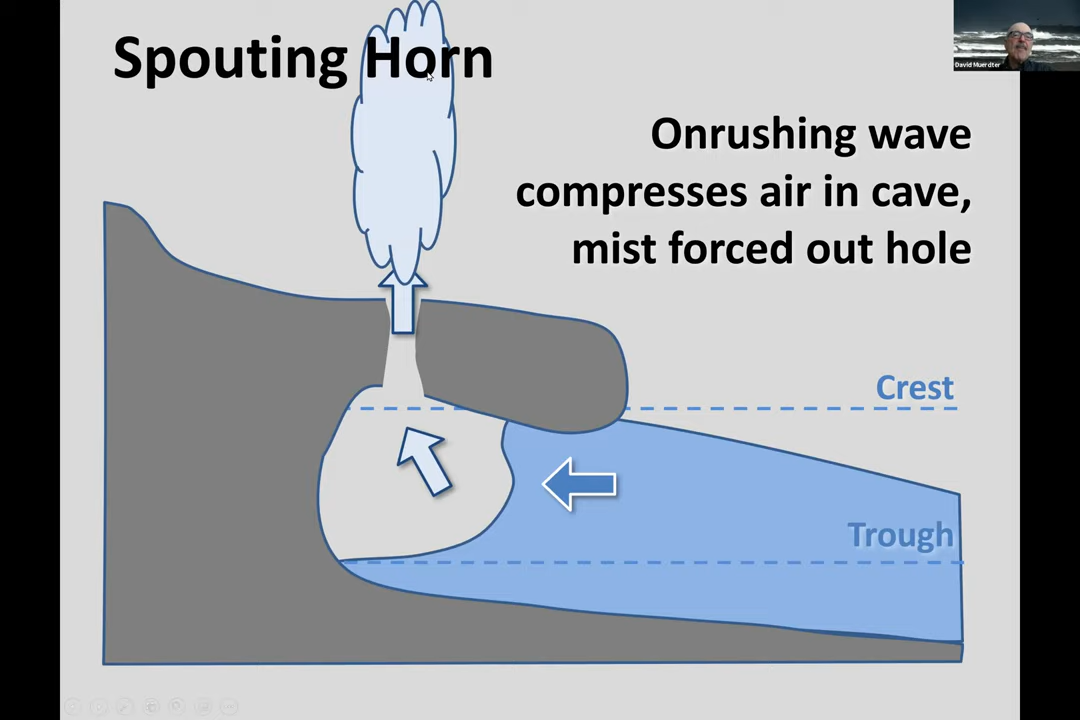 Spouting Horn
David Muerdter
Onrushing wave
compresses air in cave,
mist forced out hole
Crest
Trough